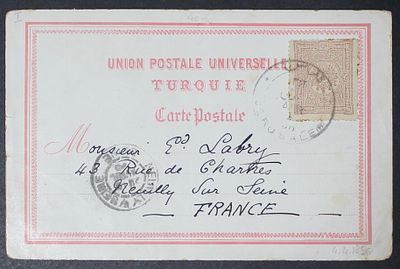 UNION POSTALE UNIVERSELLE
TURQUIE
Carte Postale
Monsieur Ed Labry
43 Rue de Chartres
Neuilly Sur Seine
FRANCE